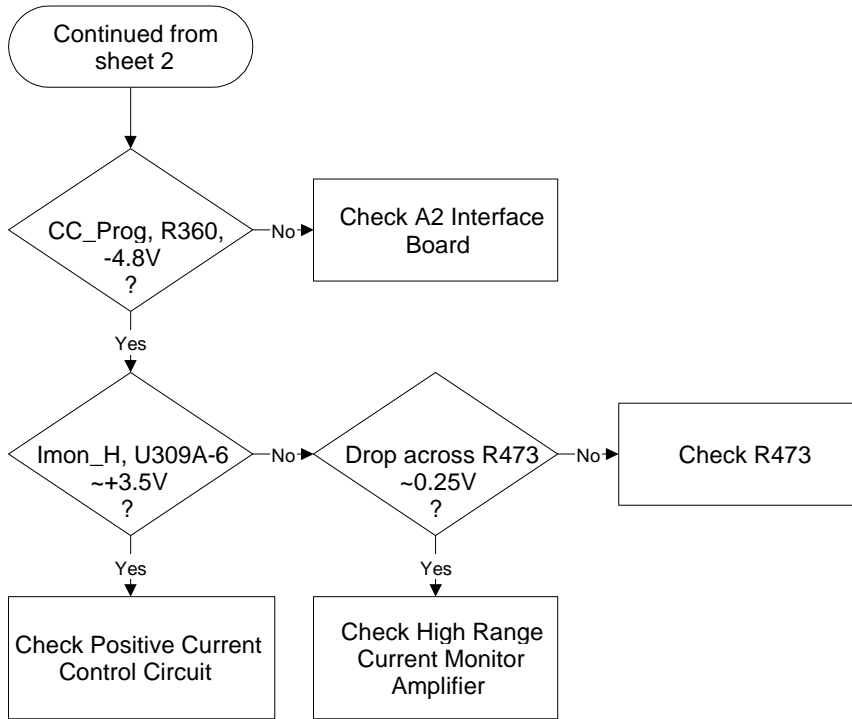 Continued from
sheet 2
CC_Prog, R360,
-4.8V
?
No
Check A2 Interface
Board
Yes
Imon_H, U309A-6
~+3.5V
?
No
Drop across R473
~0.25V
?
No
Check R473
Yes
Yes
Check Positive Current
Control Circuit
Check High Range
Current Monitor
Amplifier